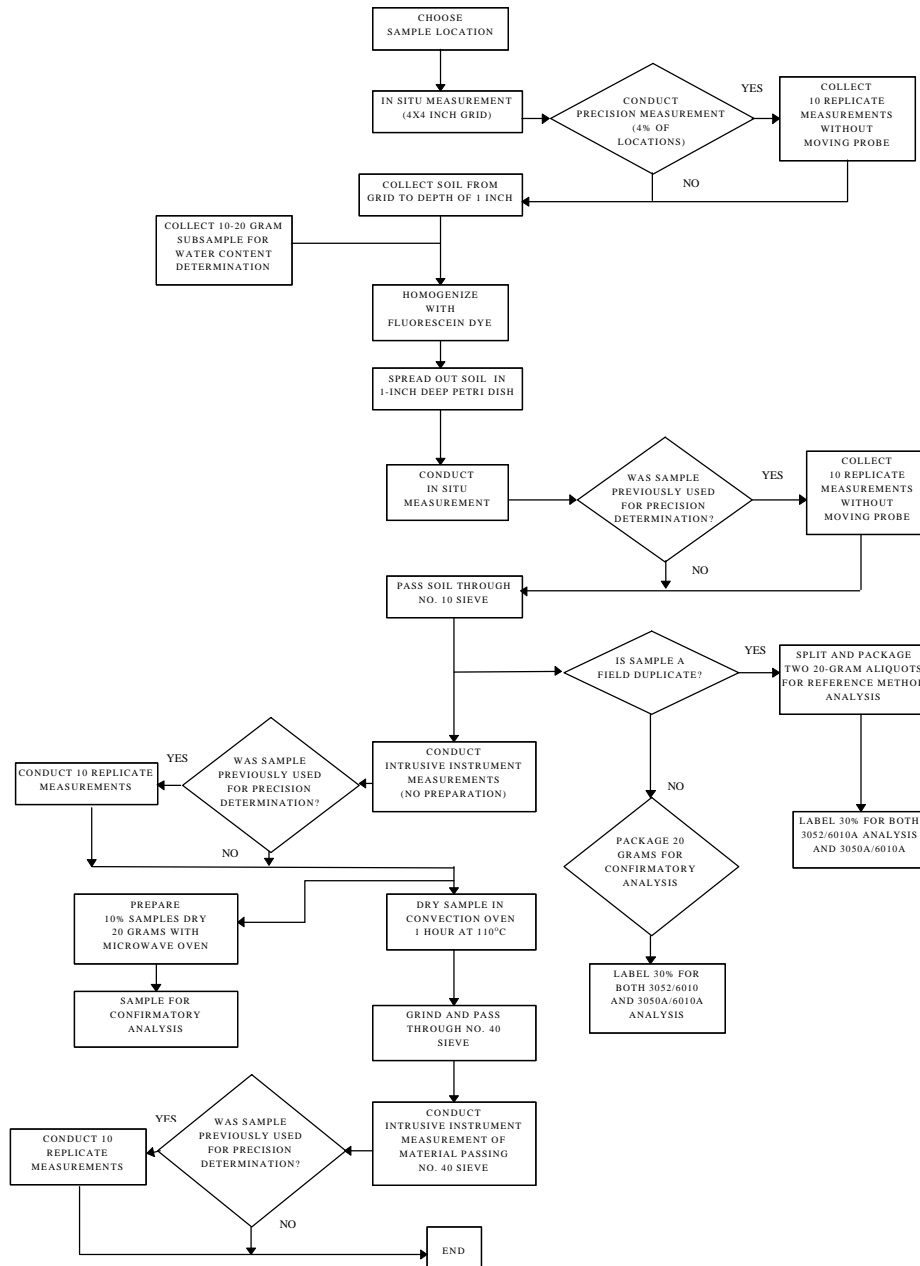 CHOOSE
SAMPLE LOCATION
IN SITU MEASUREMENT
(4X4 INCH GRID)
CONDUCT
PRECISION MEASUREMENT
(4% OF
LOCATIONS)
YES
COLLECT
10 REPLICATE
MEASUREMENTS
WITHOUT
MOVING PROBE
NO
COLLECT SOIL FROM
GRID TO DEPTH OF 1 INCH
COLLECT 10-20 GRAM
SUBSAMPLE FOR
WATER CONTENT
DETERMINATION
HOMOGENIZE
WITH
FLUORESCEIN DYE
SPREAD OUT SOIL IN
1-INCH DEEP PETRI DISH
CONDUCT
IN SITU
MEASUREMENT
WAS SAMPLE
PREVIOUSLY USED
FOR PRECISION
DETERMINATION?
YES
COLLECT
10 REPLICATE
MEASUREMENTS
WITHOUT
MOVING PROBE
NO
PASS SOIL THROUGH
NO. 10 SIEVE
IS SAMPLE A
FIELD DUPLICATE?
YES
SPLIT AND PACKAGE
TWO 20-GRAM ALIQUOTS
FOR REFERENCE METHOD
ANALYSIS
CONDUCT
INTRUSIVE INSTRUMENT
MEASUREMENTS
(NO PREPARATION)
WAS SAMPLE
PREVIOUSLY USED
FOR PRECISION
DETERMINATION?
YES
CONDUCT 10 REPLICATE
MEASUREMENTS
NO
NO
PACKAGE 20
GRAMS FOR
CONFIRMATORY
ANALYSIS
LABEL 30% FOR BOTH
3052/6010A ANALYSIS
AND 3050A/6010A
PREPARE
10% SAMPLES DRY
20 GRAMS WITH
MICROWAVE OVEN
DRY SAMPLE IN
CONVECTION OVEN
1 HOUR AT 110°C
SAMPLE FOR
CONFIRMATORY
ANALYSIS
LABEL 30% FOR
BOTH 3052/6010
AND 3050A/6010A
ANALYSIS
GRIND AND PASS
THROUGH NO. 40
SIEVE
CONDUCT
INTRUSIVE INSTRUMENT
MEASUREMENT OF
MATERIAL PASSING
NO. 40 SIEVE
WAS SAMPLE
PREVIOUSLY USED
FOR PRECISION
DETERMINATION?
YES
CONDUCT 10
REPLICATE
MEASUREMENTS
NO
END